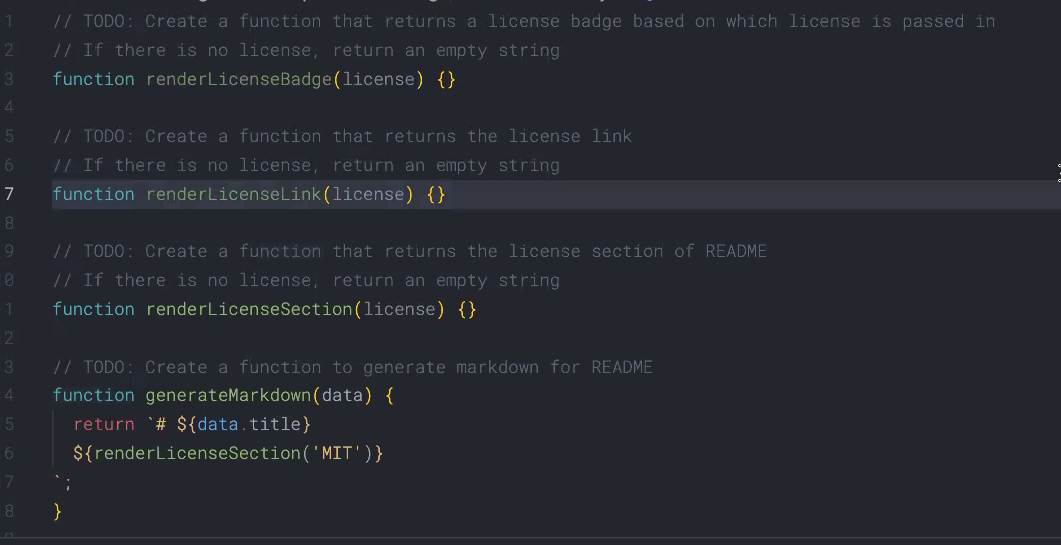 1 // TODO: Create a function that returns a license badge based on which license is passed in
2 // If there is no license, return an empty string
3 function renderLicenseBadge(license) {}
4
5 // TODO: Create a function that returns the license link
6 // If there is no license, return an empty string
7 function renderLicenseLink(license) {}
8
9 // TODO: Create a function that returns the license section of README
0 // If there is no license, return an empty string
1 function renderLicenseSection(license) {}
2
3 // TODO: Create a function to generate markdown for README
4 function generateMarkdown(data) {
5 return `# ${data.title}
6 ${renderLicenseSection('MIT')}
7 `;
8 }